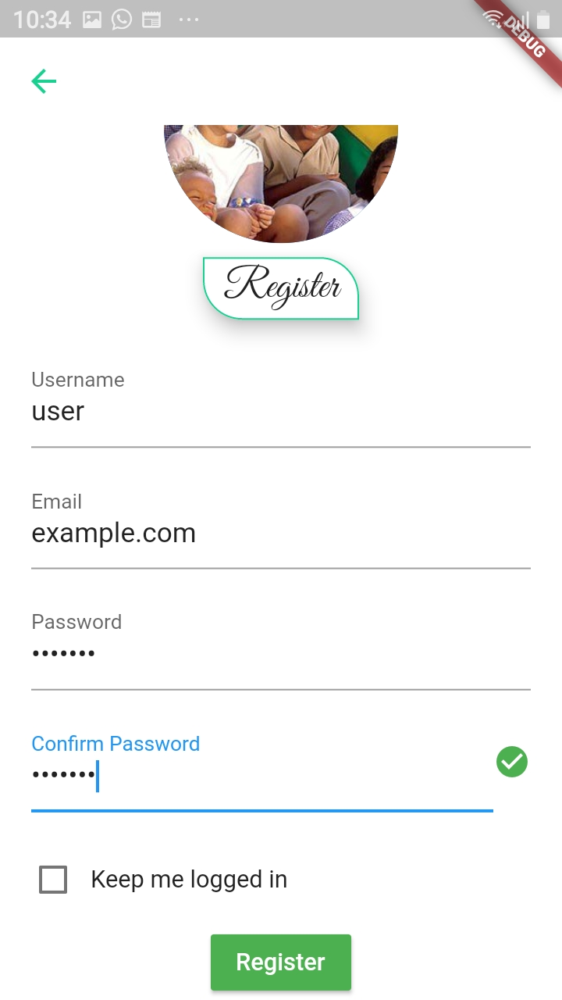 10:34
DEBUG
Register
Username
user
Email
example.com
Password
•••••••
Confirm Password
•••••••
Keep me logged in
Register